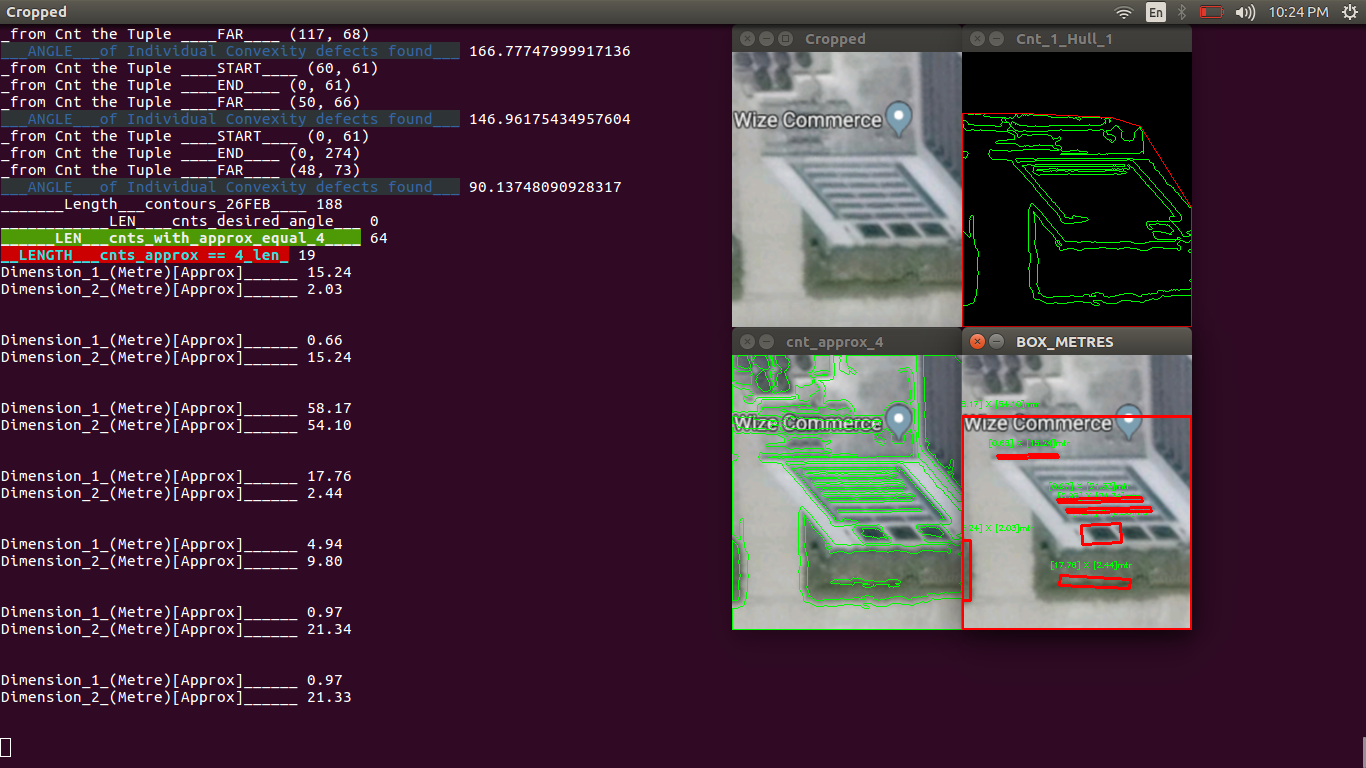 Cropped
En
10:24 PM
_from Cnt the Tuple ____FAR____ (117, 68)
___ANGLE___of Individual Convexity defects found___ 166.77747999917136
_from Cnt the Tuple ____START____ (60, 61)
_from Cnt the Tuple ____END____ (0, 61)
_from Cnt the Tuple ____FAR____ (50, 66)
___ANGLE___of Individual Convexity defects found___ 146.96175434957604
_from Cnt the Tuple ____START____ (0, 61)
_from Cnt the Tuple ____END____ (0, 274)
_from Cnt the Tuple ____FAR____ (48, 73)
___ANGLE___of Individual Convexity defects found___ 90.13748090928317
_______Length___contours_26FEB____ 188
____________LEN____cnts_desired_angle___ 0
______LEN___cnts_with_approx_equal_4____ 64
__LENGTH___cnts_approx == 4_len_ 19
Dimension_1_(Metre)[Approx]______ 15.24
Dimension_2_(Metre)[Approx]______ 2.03
Dimension_1_(Metre)[Approx]______ 0.66
Dimension_2_(Metre)[Approx]______ 15.24
Dimension_1_(Metre)[Approx]______ 58.17
Dimension_2_(Metre)[Approx]______ 54.10
Dimension_1_(Metre)[Approx]______ 17.76
Dimension_2_(Metre)[Approx]______ 2.44
Dimension_1_(Metre)[Approx]______ 4.94
Dimension_2_(Metre)[Approx]______ 9.80
Dimension_1_(Metre)[Approx]______ 0.97
Dimension_2_(Metre)[Approx]______ 21.34
Dimension_1_(Metre)[Approx]______ 0.97
Dimension_2_(Metre)[Approx]______ 21.33
Cropped
Wize Commerce
Cnt_1_Hull_1
cnt_approx_4
Wize Commerce
BOX_METRES
Wize Commerce
24] X [2.03]mtr
[17.76] X [2.44]mtr